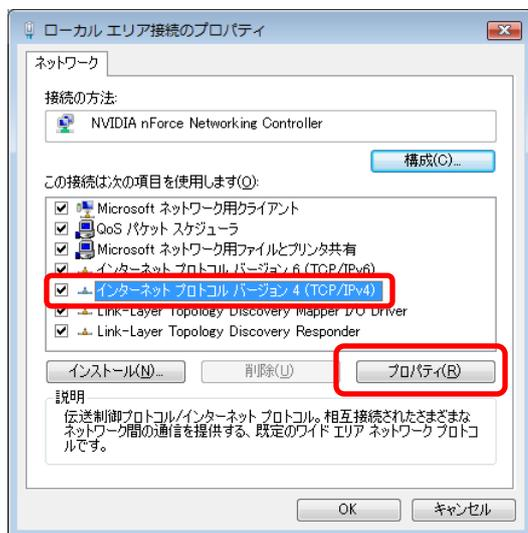 ローカル エリア接続のプロパティ
ネットワーク
接続の方法:
NVIDIA nForce Networking Controller
構成(C)...
この接続は次の項目を使用します(O):
Microsoft ネットワーク用クライアント
QoS パケット スケジューラ
Microsoft ネットワーク用ファイルとプリンタ共有
インターネット プロトコル バージョン 6 (TCP/IPv6)
インターネット プロトコル バージョン 4 (TCP/IPv4)
Link-Layer Topology Discovery Mapper I/O Driver
Link-Layer Topology Discovery Responder
インストール(N)...
削除(U)
プロパティ(R)
説明
伝送制御プロトコル/インターネット プロトコル。相互接続されたさまざまな
ネットワーク間の通信を提供する、既定のワイド エリア ネットワーク プロトコ
ルです。
OK
キャンセル